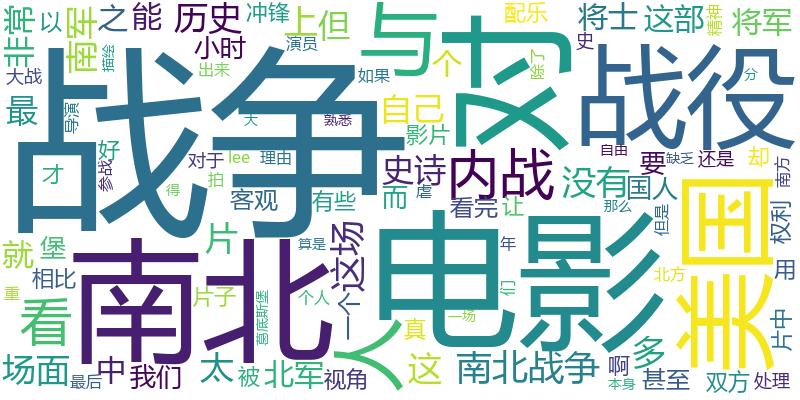 非常
以
之
能
历史
冲锋
上
但
与
对
配乐
将士
这部
精神
将军
南军
描绘
小时
演员
个
除了
史
战役
大战
导演
出来
如果
最
战争
自己
影片
分
才
好
参战
对于
lee
理由
天
熟悉
史诗
内战
要
缺乏
还是
自由
却
得
拍
客观
有些
而
虐
看完
让
没有
国人
那么
但是
南方
权利
美国
就
堡
片
算是
一个
这场
年
电影
用
看
相比
南北
重
片子
个人
葛底斯堡
们
一场
真
北方
片中
人
场面
最后
中
我们
太
被
北军
视角
这
南北战争
啊
本身
多
甚至
双方
处理